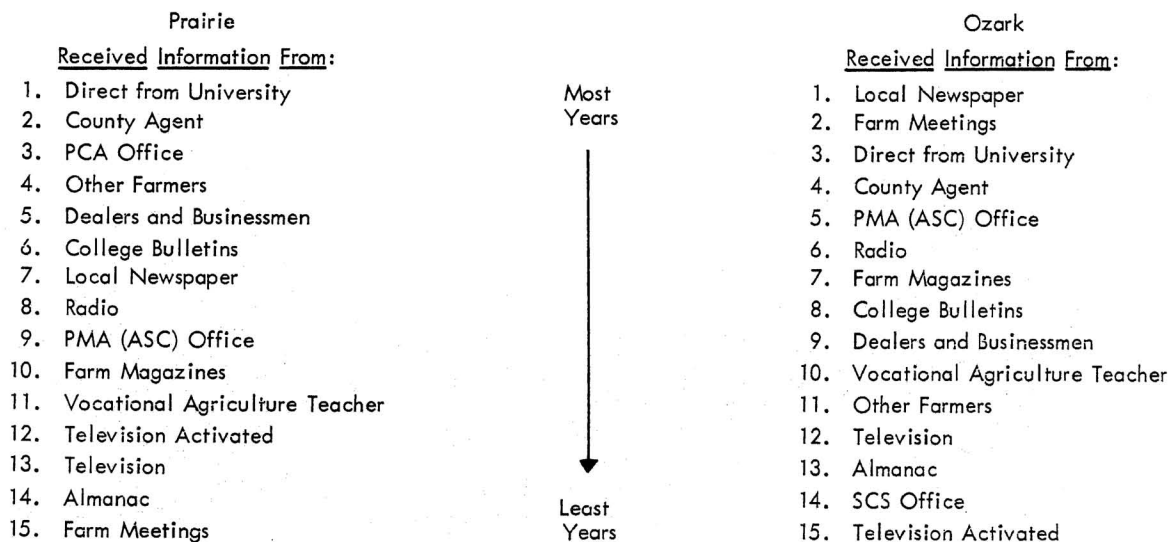 Prairie
Received Information From:
1. Direct from University
2. County Agent
3. PCA Office
4. Other Farmers
5. Dealers and Businessmen
6. College Bulletins
7. Local Newspaper
8. Radio
9. PMA (ASC) Office
10. Farm Magazines
11. Vocational Agriculture Teacher
12. Television Activated
13. Television
14. Almanac
15. Farm Meetings
Most
Years
Least
Years
Ozark
Received Information From:
1. Local Newspaper
2. Farm Meetings
3. Direct from University
4. County Agent
5. PMA (ASC) Office
6. Radio
7. Farm Magazines
8. College Bulletins
9. Dealers and Businessmen
10. Vocational Agriculture Teacher
11. Other Farmers
12. Television
13. Almanac
14. SCS Office
15. Television Activated